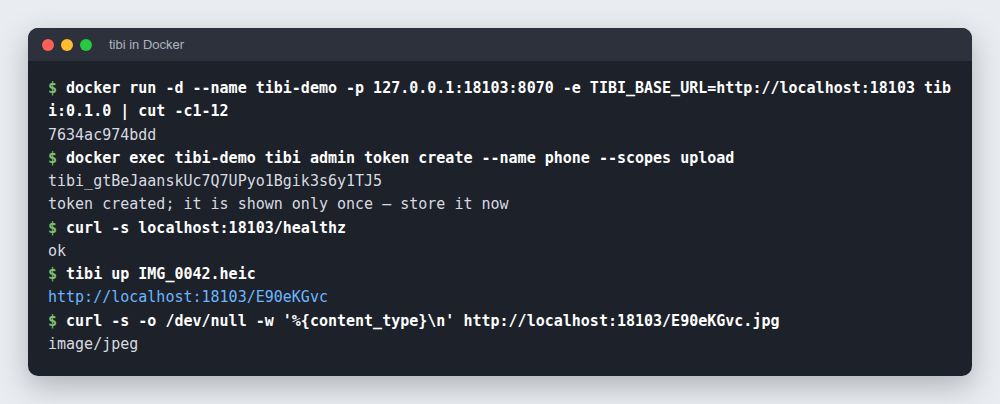 tibi in Docker
$ docker run -d --name tibi-demo -p 127.0.0.1:18103:8070 -e TIBI_BASE_URL=http://localhost:18103 tib
i:0.1.0 | cut -c1-12
7634ac974bdd
$ docker exec tibi-demo tibi admin token create --name phone --scopes upload
tibi_gtBeJaanskUc7Q7UPyo1Bgik3s6y1TJ5
token created; it is shown only once — store it now
$ curl -s localhost:18103/healthz
ok
$ tibi up IMG_0042.heic
http://localhost:18103/E90eKGvc
$ curl -s -o /dev/null -w '%{content_type}\n' http://localhost:18103/E90eKGvc.jpg
image/jpeg